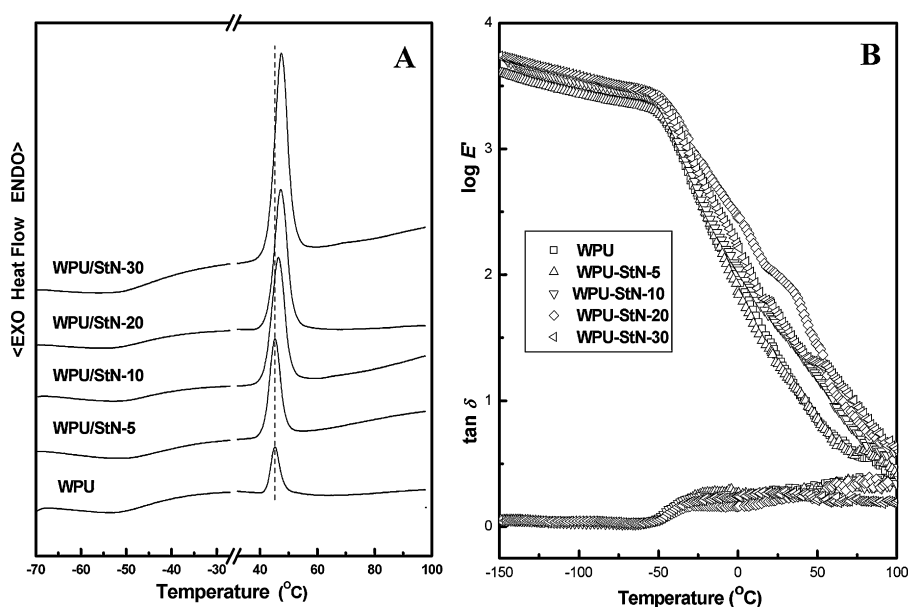 A
<EXO Heat Flow ENDO>
WPU/StN-30
WPU/StN-20
WPU/StN-10
WPU/StN-5
WPU
-70 -60 -50 -40 -30 40 60 80 100
Temperature (°C)
B
4
3
2
1
0
log E'
tan δ
WPU
WPU-StN-5
WPU-StN-10
WPU-StN-20
WPU-StN-30
-150 -100 -50 0 50 100
Temperature (°C)